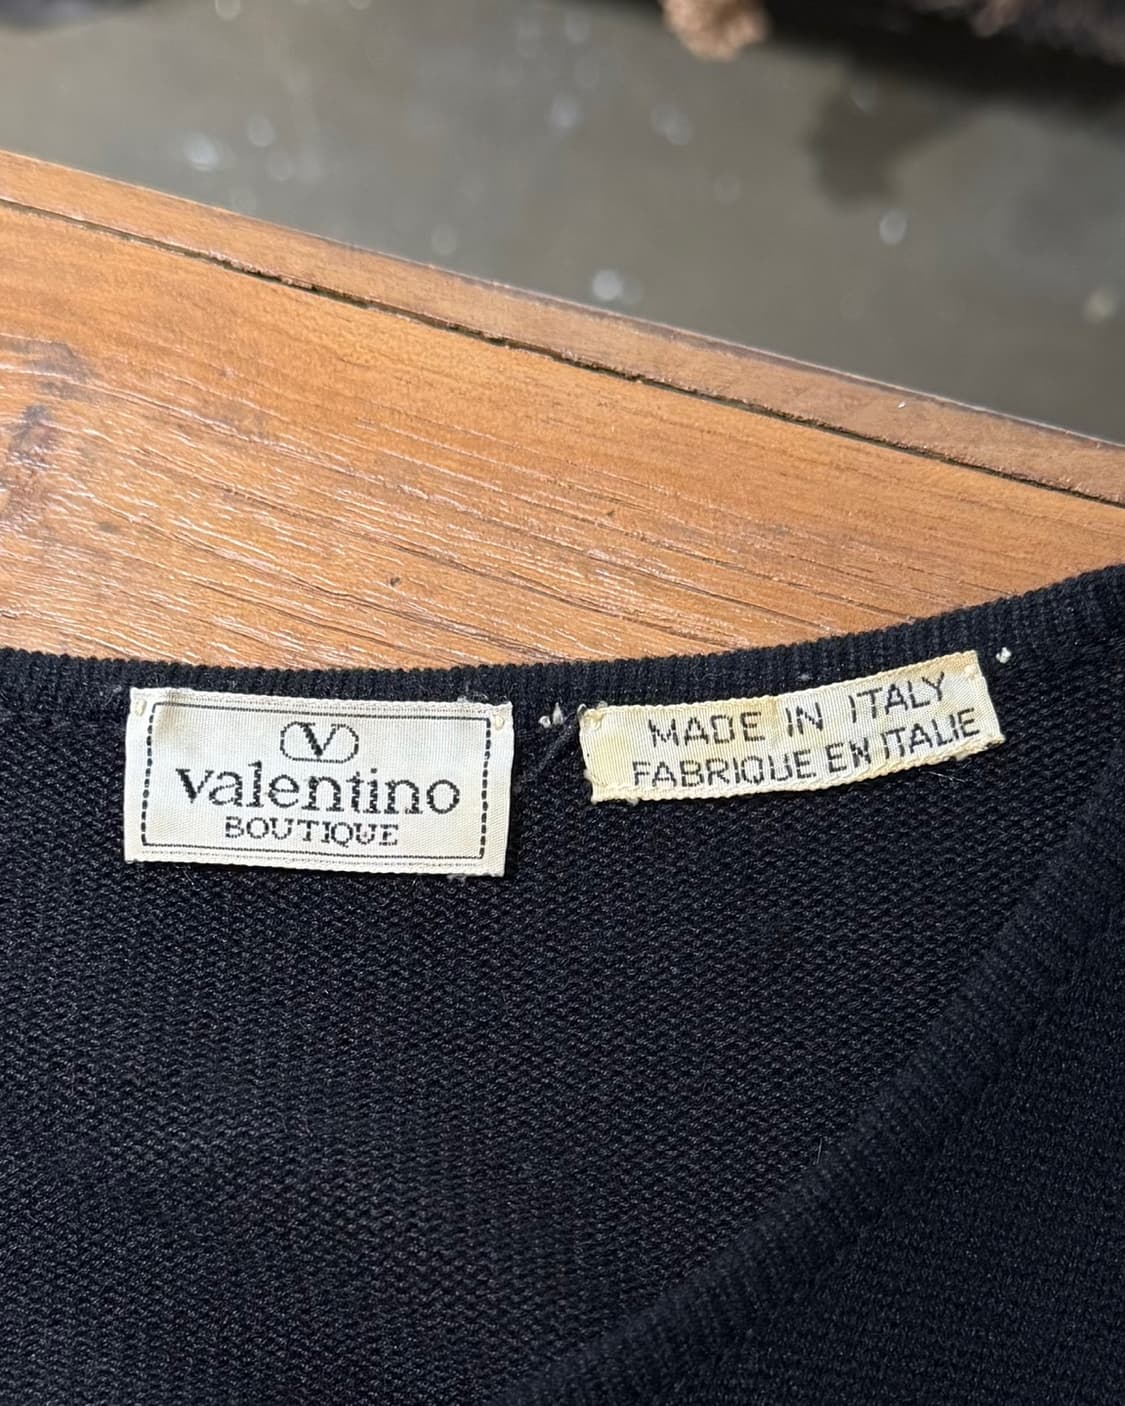 V
valentino
BOUTIQUE
MADE IN ITALY
FABRIQUE EN ITALIE